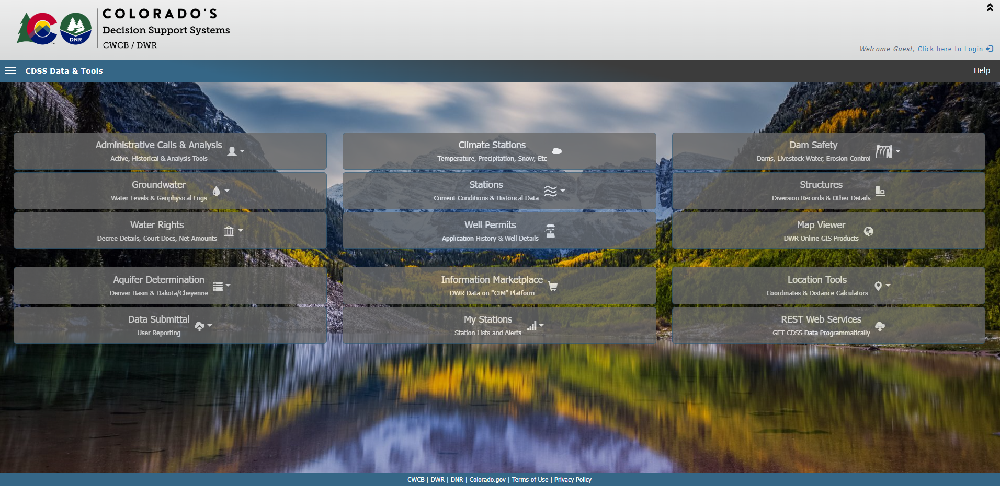 COLORADO'S
Decision Support Systems
CWCB / DWR
DNR
TM
Welcome Guest, Click here to Login
CDSS Data & Tools
Help
Administrative Calls & Analysis
Active, Historical & Analysis Tools
Climate Stations
Temperature, Precipitation, Snow, Etc
Dam Safety
Dams, Livestock Water, Erosion Control
Groundwater
Water Levels & Geophysical Logs
Stations
Current Conditions & Historical Data
Structures
Diversion Records & Other Details
Water Rights
Decree Details, Court Docs, Net Amounts
Well Permits
Application History & Well Details
Map Viewer
DWR Online GIS Products
Aquifer Determination
Denver Basin & Dakota/Cheyenne
Information Marketplace
DWR Data on "CIM" Platform
Location Tools
Coordinates & Distance Calculators
Data Submittal
User Reporting
My Stations
Station Lists and Alerts
REST Web Services
GET CDSS Data Programmatically
CWCB | DWR | DNR | Colorado.gov | Terms of Use | Privacy Policy